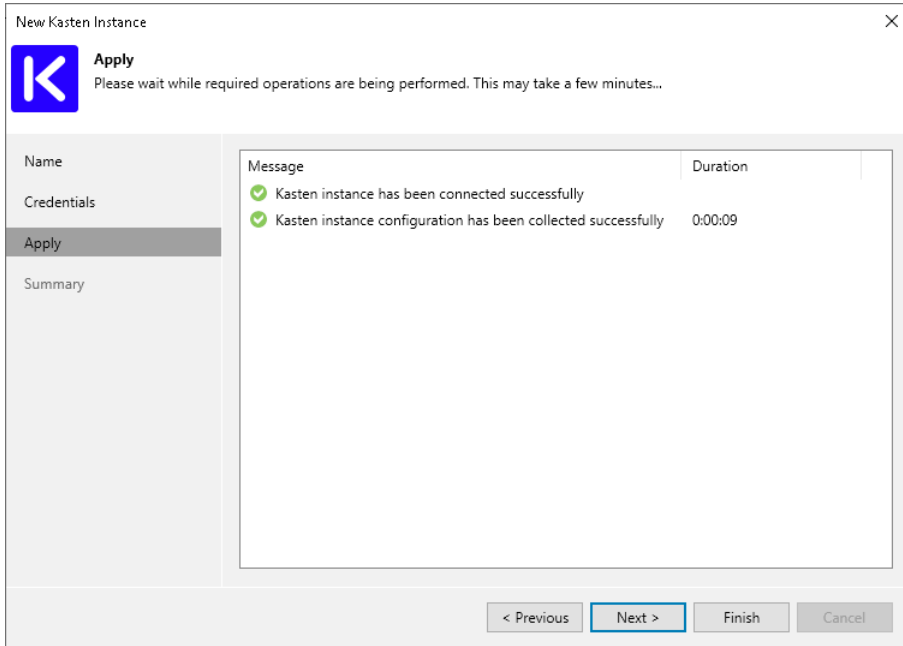 New Kasten Instance
Apply
Please wait while required operations are being performed. This may take a few minutes...
Name
Credentials
Apply
Summary
Message Duration
Kasten instance has been connected successfully
Kasten instance configuration has been collected successfully 0:00:09
< Previous Next > Finish Cancel